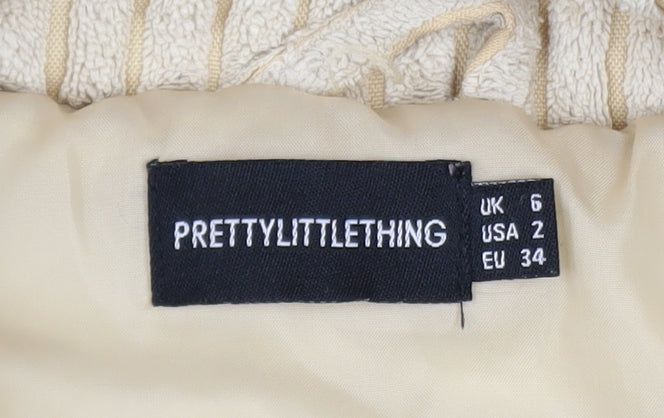 PRETTYLITTLETHING
UK 6
USA 2
EU 34